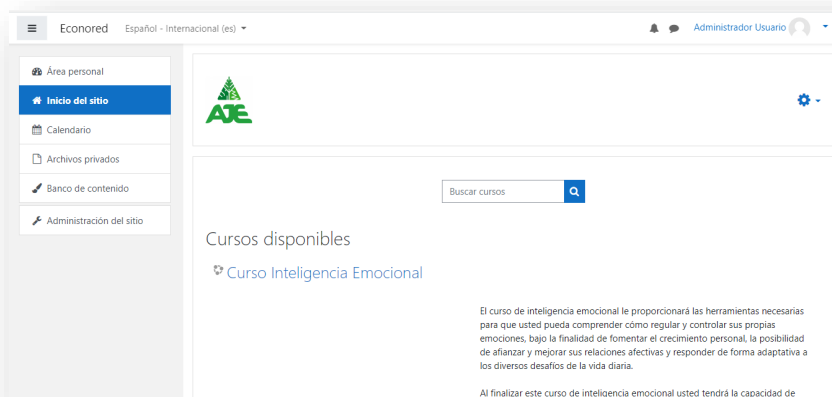 Econored
Español - Internacional (es)
Administrador Usuario
Área personal
Inicio del sitio
Calendario
Archivos privados
Banco de contenido
Administración del sitio
AJE
Buscar cursos
Cursos disponibles
Curso Inteligencia Emocional
El curso de inteligencia emocional le proporcionará las herramientas necesarias
para que usted pueda comprender cómo regular y controlar sus propias
emociones, bajo la finalidad de fomentar el crecimiento personal, la posibilidad
de afianzar y mejorar sus relaciones afectivas y responder de forma adaptativa a
los diversos desafíos de la vida diaria.
Al finalizar este curso de inteligencia emocional usted tendrá la capacidad de